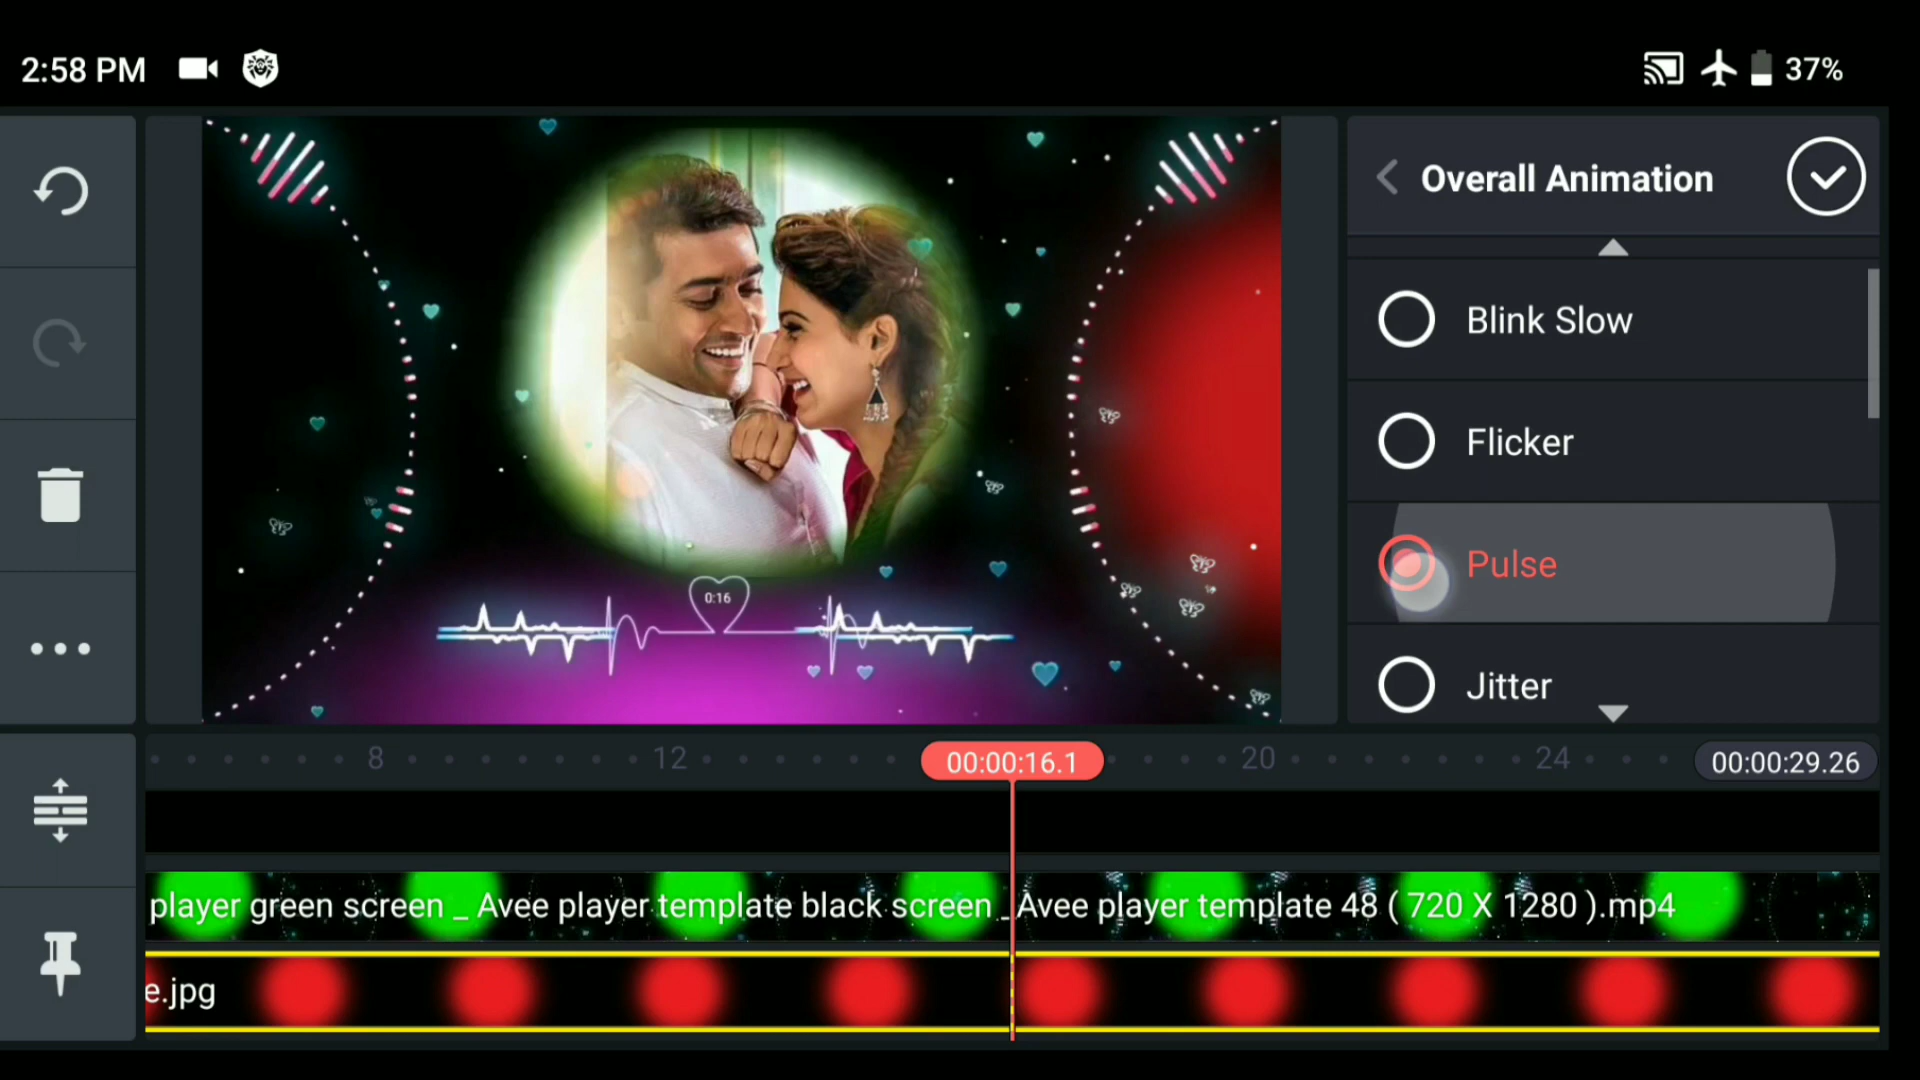 2:58 PM
37%
Overall Animation
Blink Slow
Flicker
Pulse
Jitter
0:16
8
12
00:00:16.1
20
24
00:00:29.26
player green screen _ Avee player template black screen _ Avee player template 48 ( 720 X 1280 ).mp4
e.jpg